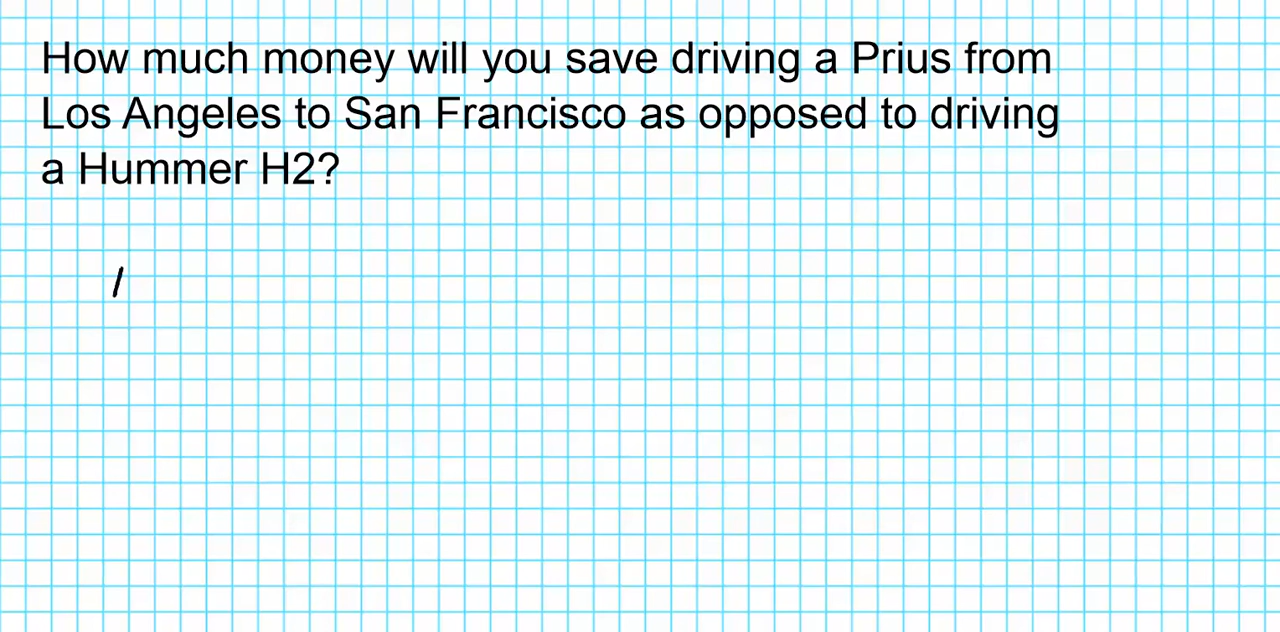 How much money will you save driving a Prius from
Los Angeles to San Francisco as opposed to driving
a Hummer H2?